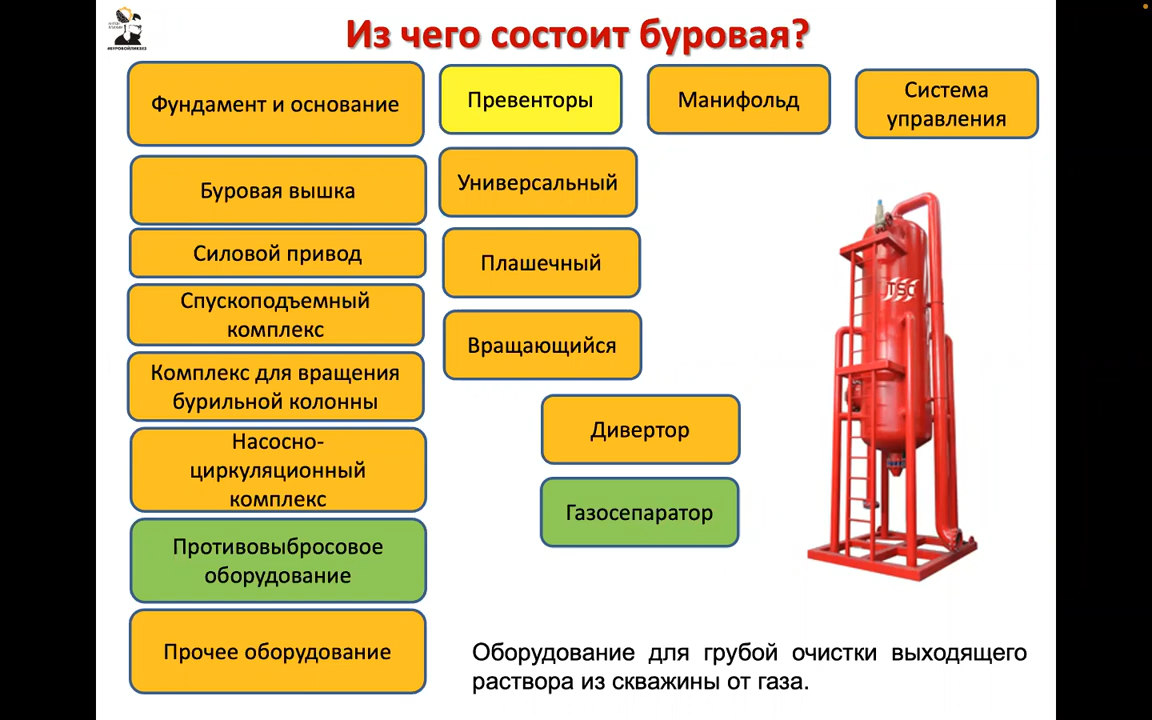 Из чего состоит буровая?
#БУРОВОЙЛИКБЕЗ
Фундамент и основание
Превенторы
Манифольд
Система
управления
Буровая вышка
Универсальный
Силовой привод
Плашечный
Спускоподъемный
комплекс
Вращающийся
Комплекс для вращения
бурильной колонны
Дивертор
Насосно-
циркуляционный
комплекс
Газосепаратор
Противовыбросовое
оборудование
Прочее оборудование
TSC
Оборудование для грубой очистки выходящего
раствора из скважины от газа.